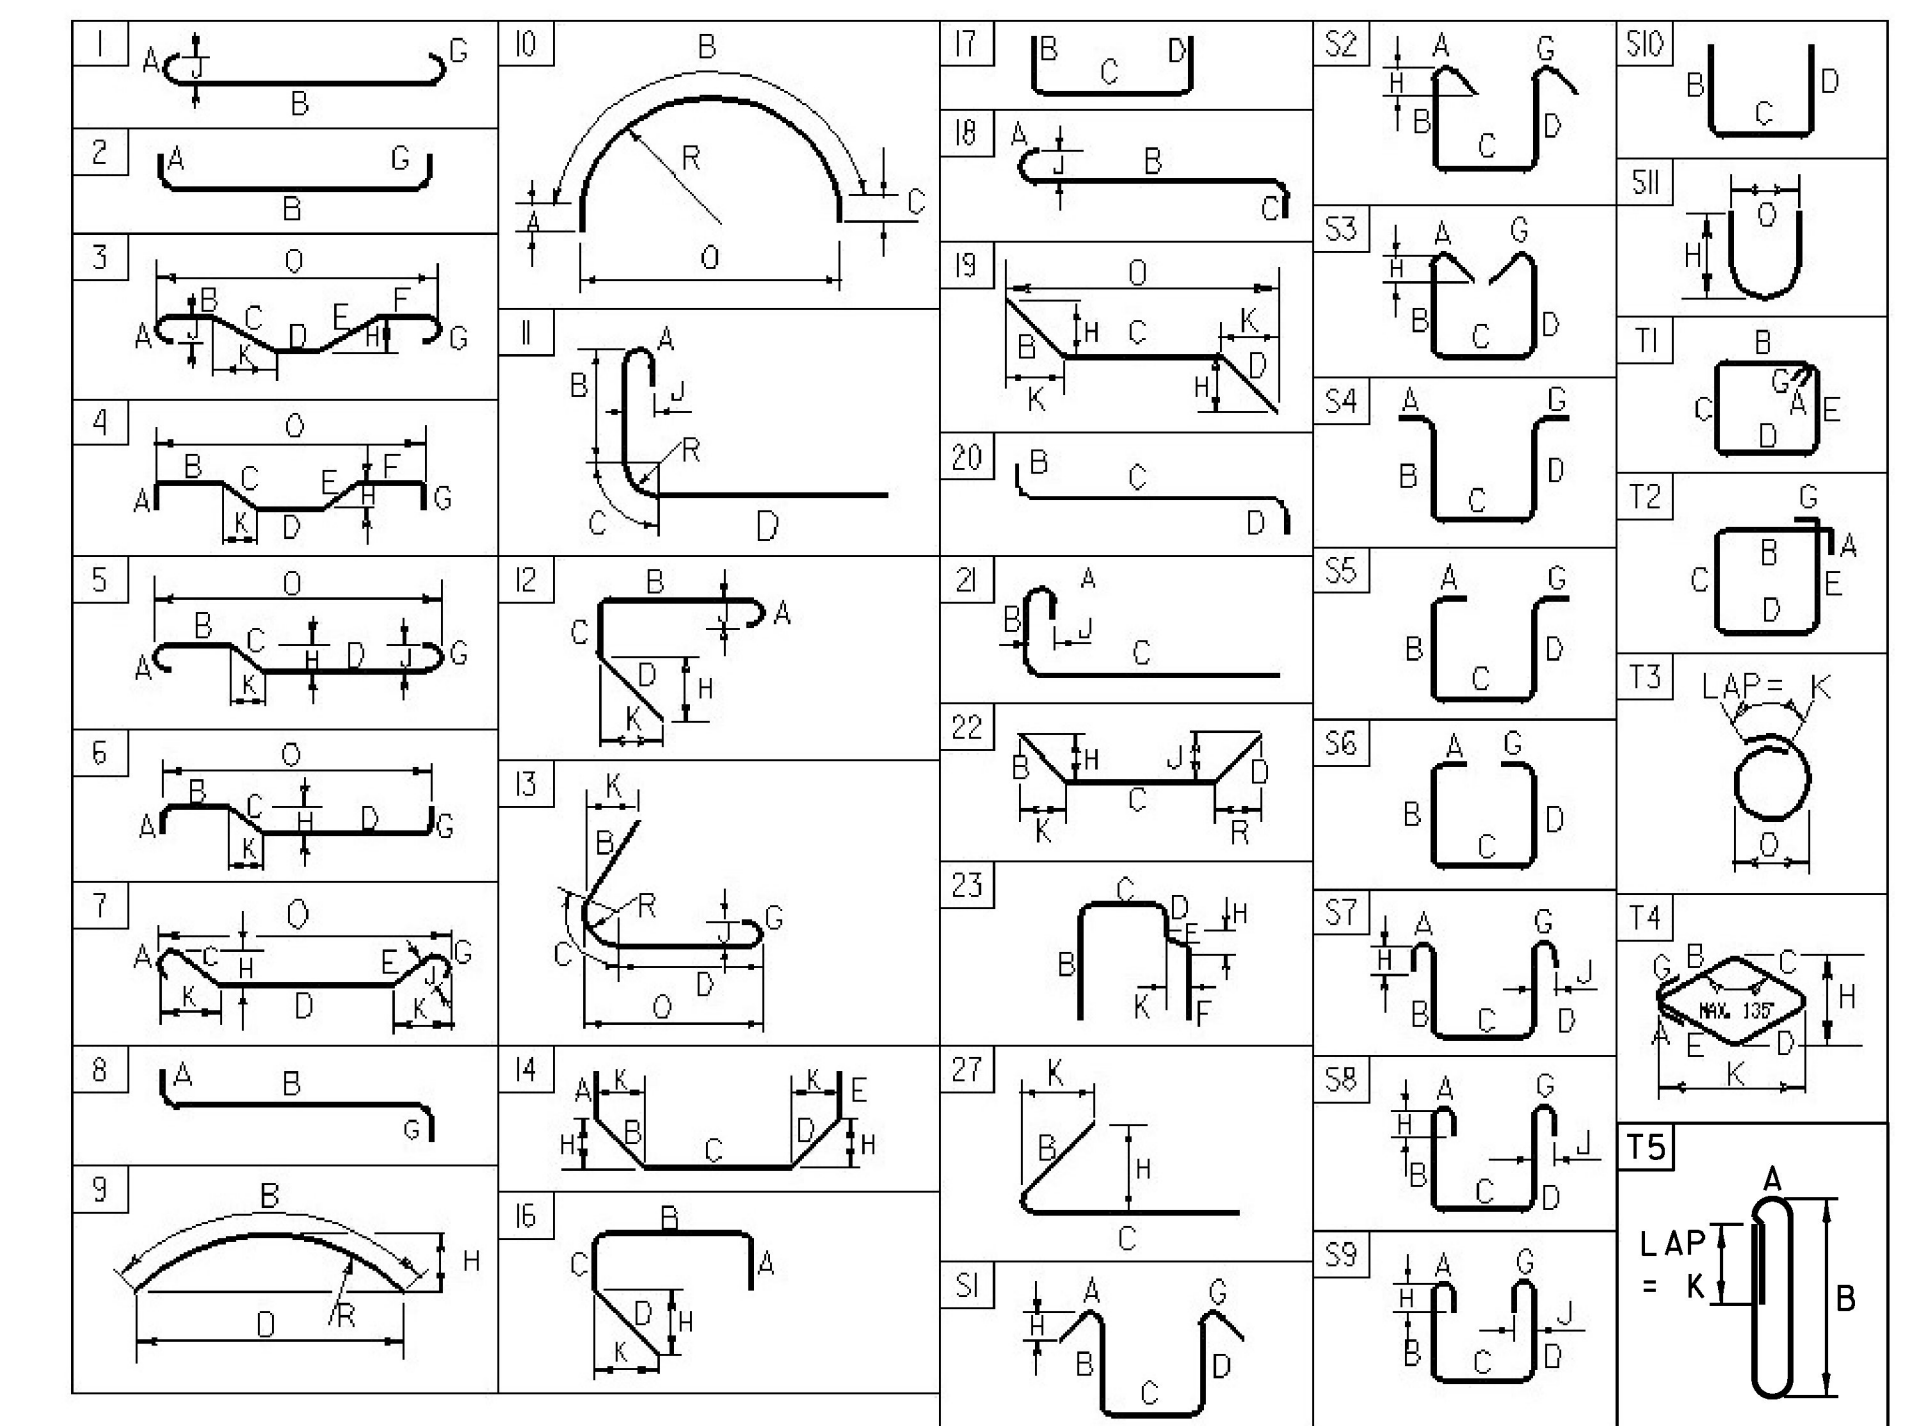 1
A J G
B
2
A G
B
3
O
B C E F
A J D H G
K
4
O
B C E F
A H G
K D
5
O
B C
A H D J G
K
6
O
B C
A H D G
K
7
O
A C H E G
J
K D K
8
A B
G
9
B
H
R
O
10
B
R
A C
O
11
A
B
J
R
C
D
12
B
C J A
D H
K
13
K
B
R G
J
C
D
O
14
A K K E
H B D H
C
16
B
C A
D H
K
17
B D
C
18
A
J B
C
19
O
B H C K
K H D
20
B C
D
21
A
B J
C
22
B H J D
C
K R
23
C D H
E
B
K F
27
K
B
H
C
S1
A G
H
B D
C
S2
A G
H
B D
C
S3
A G
H
B D
C
S4
A G
B D
C
S5
A G
B D
C
S6
A G
B D
C
S7
A G
H
J
B C D
S8
A G
H
J
B C D
S9
A G
H
J
B C D
S10
B D
C
S11
O
H
T1
B
G
C A E
D
T2
G
B A
C E
D
T3
LAP= K
O
T4
G B C
MAX. 135° H
A E D
K
T5
A
LAP
= K
B